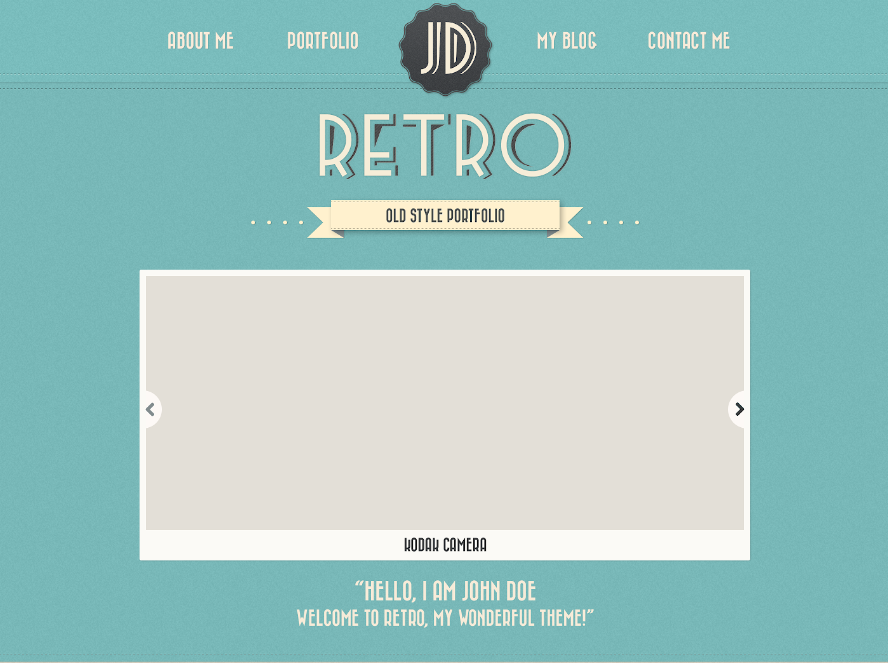 ABOUT ME
PORTFOLIO
JD
MY BLOG
CONTACT ME
RETRO
OLD STYLE PORTFOLIO
KODAK CAMERA
“HELLO, I AM JOHN DOE
WELCOME TO RETRO, MY WONDERFUL THEME!”